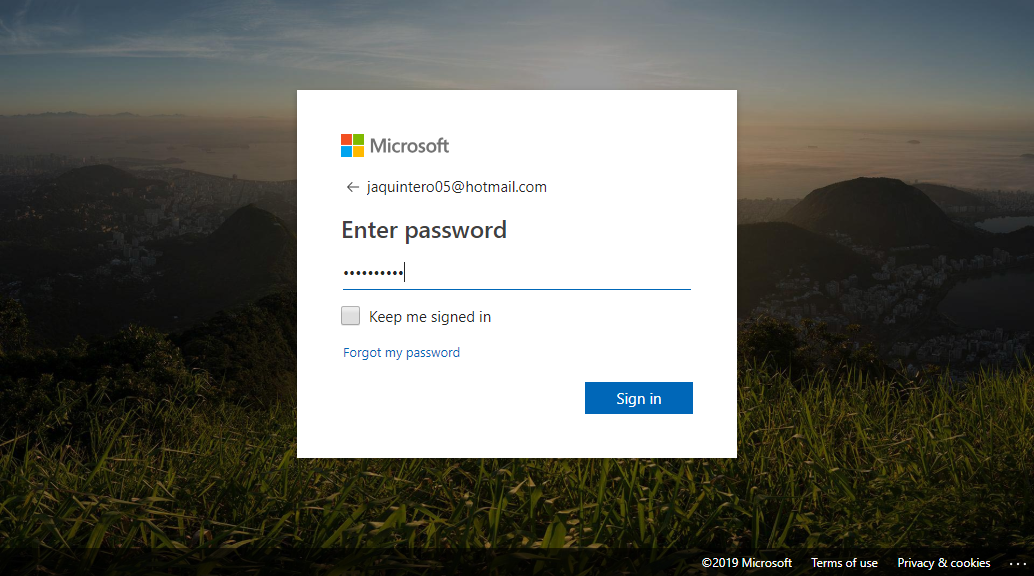 Microsoft
← jaquintero05@hotmail.com
Enter password
••••••••••
Keep me signed in
Forgot my password
Sign in
©2019 Microsoft Terms of use Privacy & cookies ...